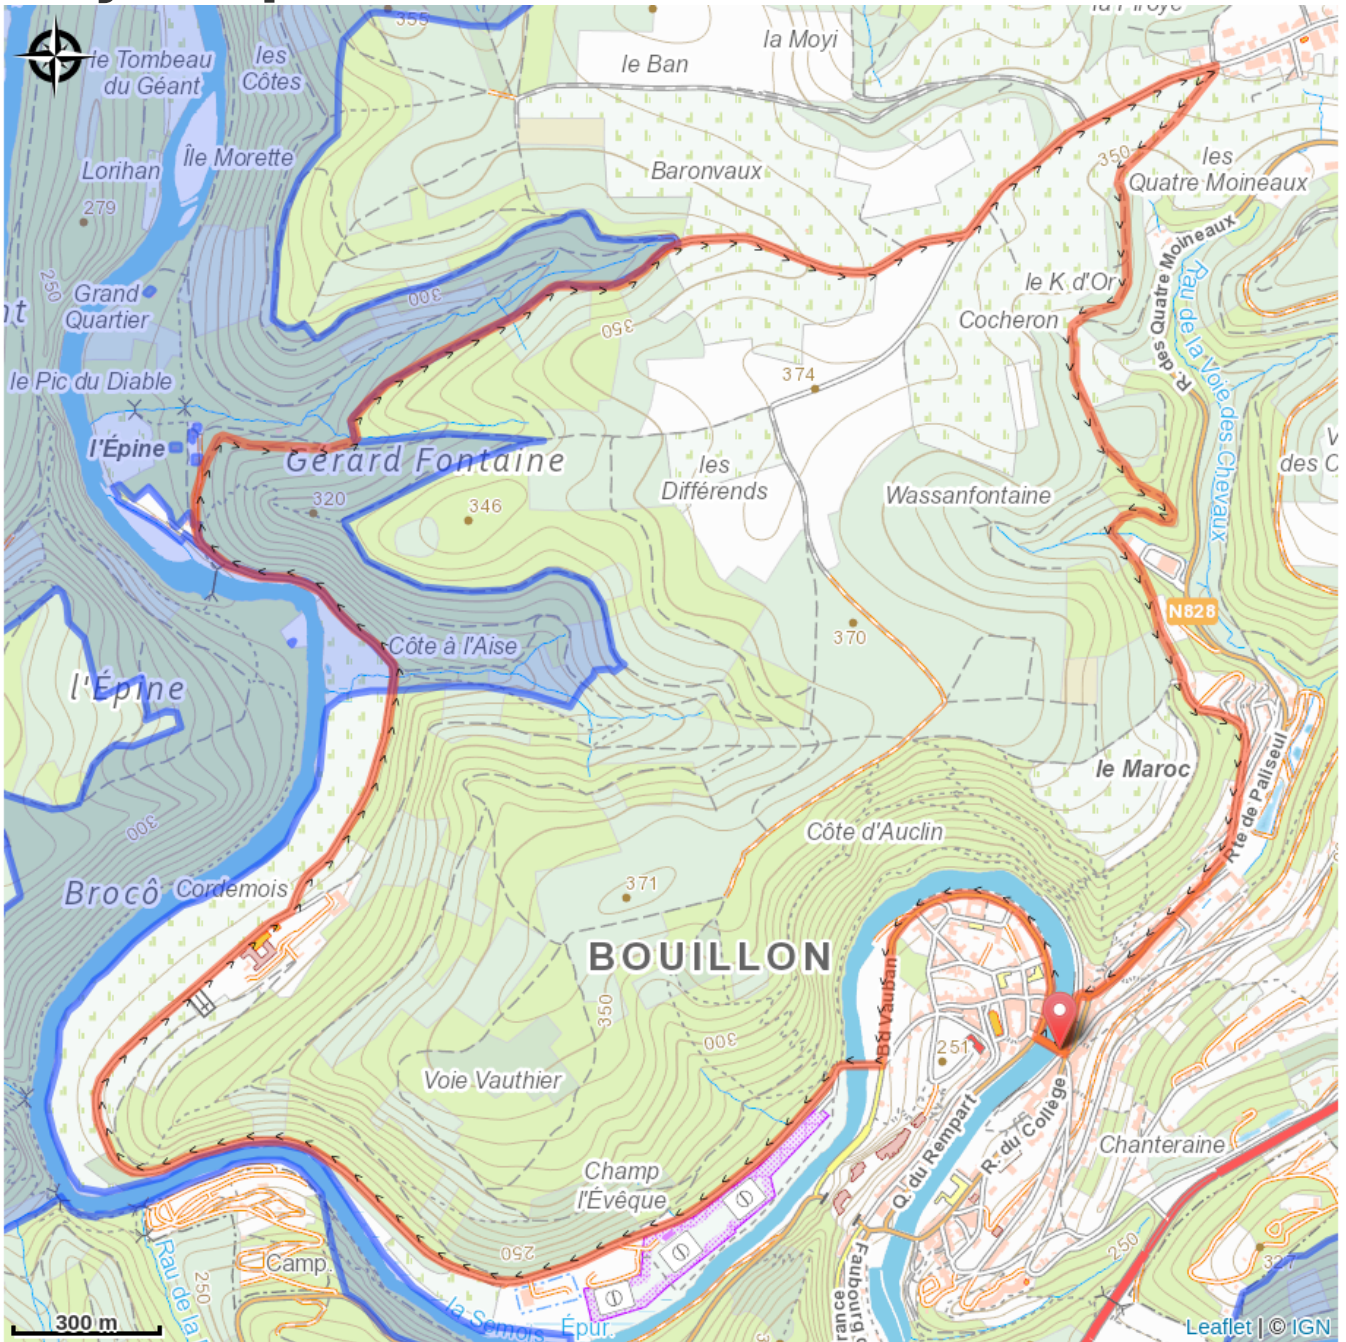 355
la Moyi
le Ban
le Tombeau
du Géant
les
Côtes
Lorihan
Île Morette
279
Baronvaux
350
les
Quatre Moineaux
R. des Quatre Moineaux
Rau de la Voie des Chevaux
250
Grand
Quartier
300
350
le K d'Or
Cocheron
le Pic du Diable
374
l'Épine
Gérard Fontaine
les
Différends
320
346
Wassanfontaine
des C
N828
370
Côte à l'Aise
l'Épine
le Maroc
Rte de Paliseul
300
Côte d'Auclin
Brocô
Cordemois
371
BOUILLON
Bd Vauban
350
300
251
Voie Vauthier
Q. du Rempart
R. du Collège
Chanteraine
Champ
l'Évêque
250
250
327
Rau de la
250
Camp.
la Semois
Épur.
rance
Faubourg
300 m
Leaflet | © IGN